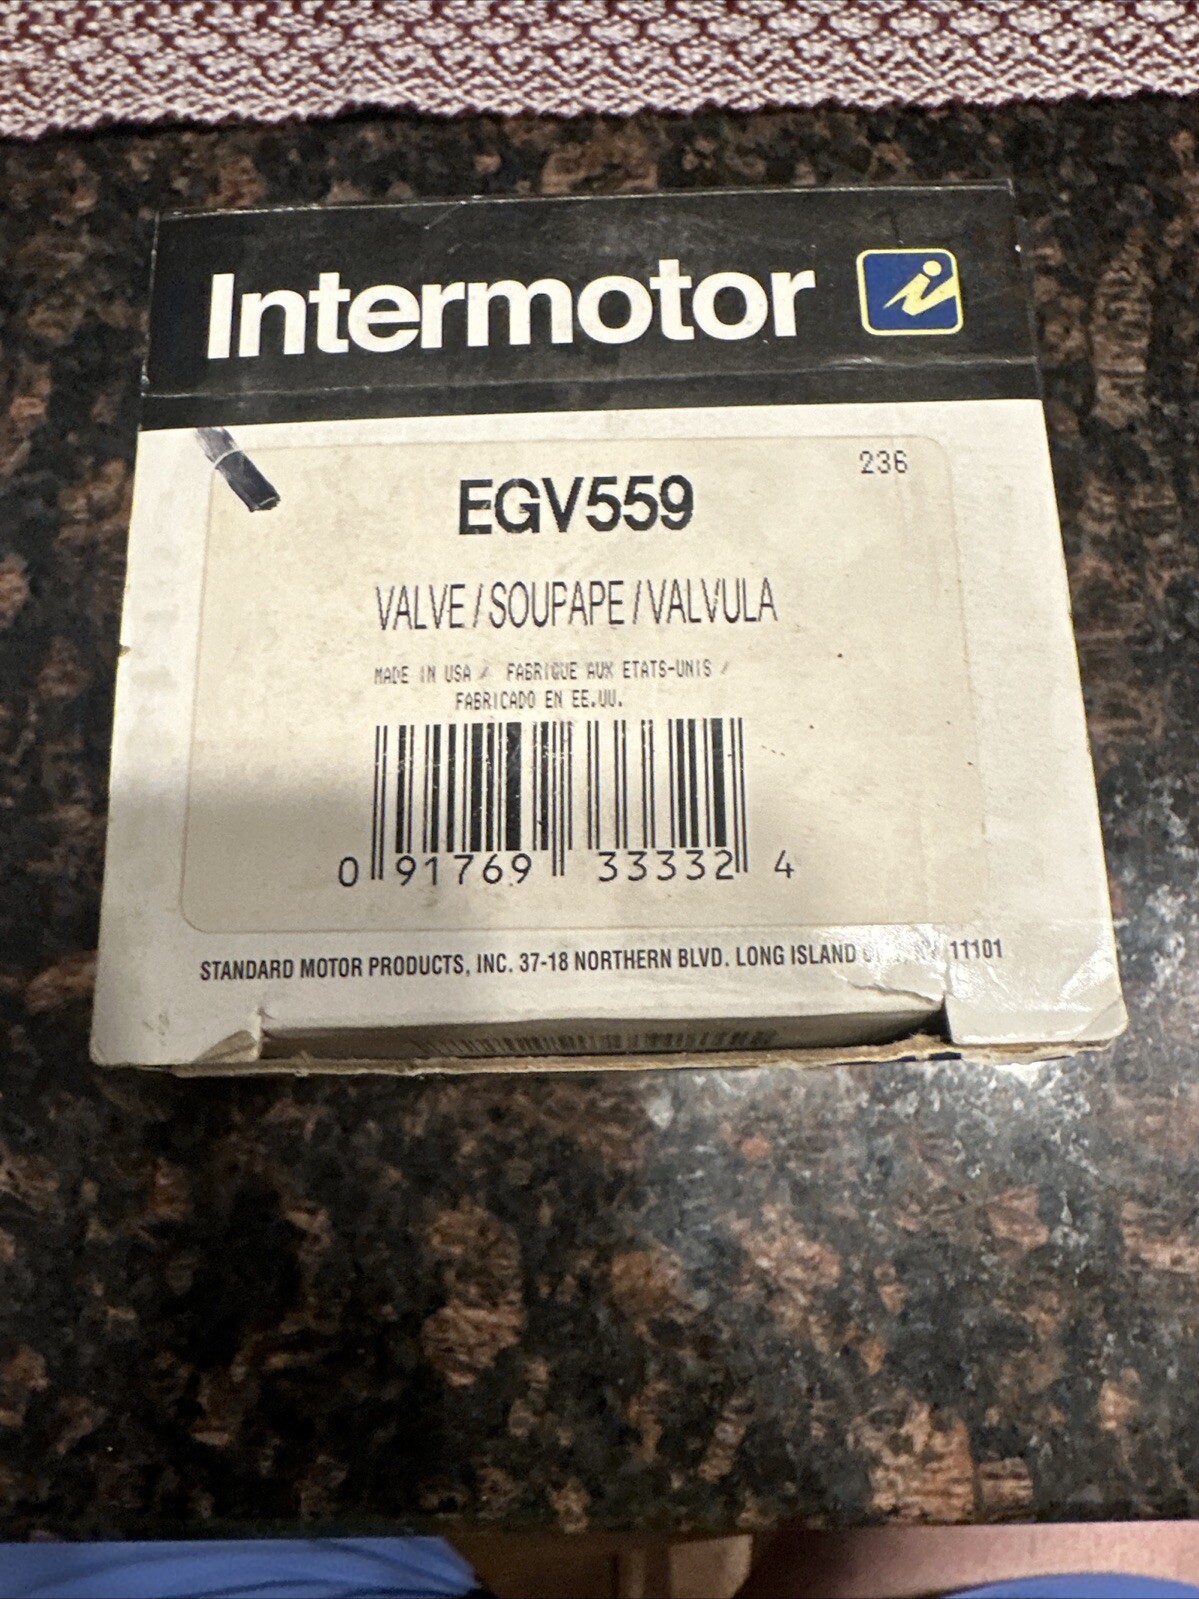 Intermotor
236
EGV559
VALVE/SOUPAPE/VALVULA
MADE IN USA / FABRIQUE AUX ETATS-UNIS /
FABRICADO EN EE.UU.
0 91769 33332 4
STANDARD MOTOR PRODUCTS, INC. 37-18 NORTHERN BLVD. LONG ISLAND 11101